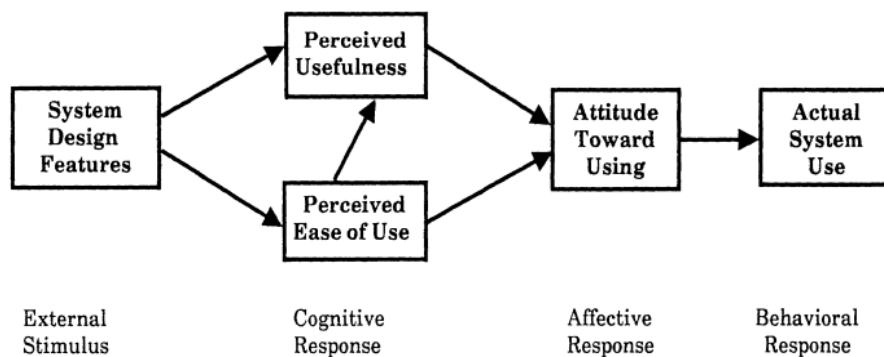 System
Design
Features
Perceived
Usefulness
Perceived
Ease of Use
Attitude
Toward
Using
Actual
System
Use
External
Stimulus
Cognitive
Response
Affective
Response
Behavioral
Response